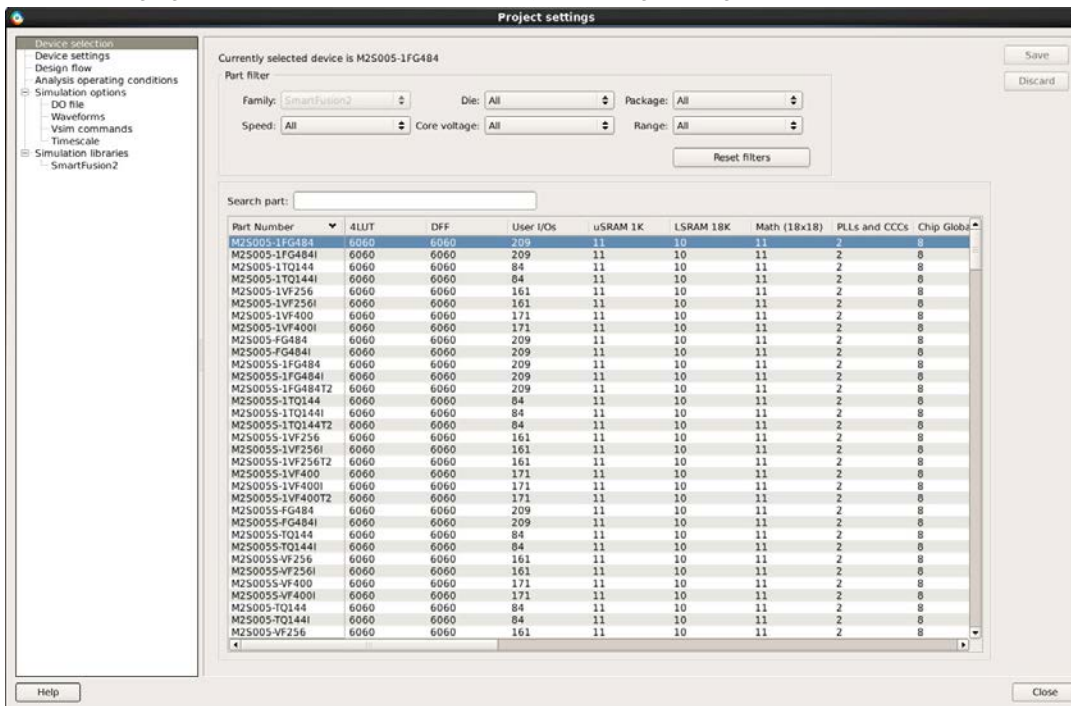 Project settings
Device selection
Device settings
Design flow
Analysis operating conditions
Simulation options
DO file
Waveforms
Vsim commands
Timescale
Simulation libraries
SmartFusion2
Currently selected device is M2S005-1FG484
Part filter
Family: SmartFusion2 Die: All Package: All
Speed: All Core voltage: All Range: All
Reset filters
Save
Discard
Search part:
Part Number 4LUT DFF User I/Os uSRAM 1K LSRAM 18K Math (18x18) PLLs and CCCs Chip Globa
M2S005-1FG484 6060 6060 209 11 10 11 2 8
M2S005-1FG484I 6060 6060 209 11 10 11 2 8
M2S005-1TQ144 6060 6060 84 11 10 11 2 8
M2S005-1TQ144I 6060 6060 84 11 10 11 2 8
M2S005-1VF256 6060 6060 161 11 10 11 2 8
M2S005-1VF256I 6060 6060 161 11 10 11 2 8
M2S005-1VF400 6060 6060 171 11 10 11 2 8
M2S005-1VF400I 6060 6060 171 11 10 11 2 8
M2S005-FG484 6060 6060 209 11 10 11 2 8
M2S005-FG484I 6060 6060 209 11 10 11 2 8
M2S005S-1FG484 6060 6060 209 11 10 11 2 8
M2S005S-1FG484I 6060 6060 209 11 10 11 2 8
M2S005S-1FG484T2 6060 6060 209 11 10 11 2 8
M2S005S-1TQ144 6060 6060 84 11 10 11 2 8
M2S005S-1TQ144I 6060 6060 84 11 10 11 2 8
M2S005S-1TQ144T2 6060 6060 84 11 10 11 2 8
M2S005S-1VF256 6060 6060 161 11 10 11 2 8
M2S005S-1VF256I 6060 6060 161 11 10 11 2 8
M2S005S-1VF256T2 6060 6060 161 11 10 11 2 8
M2S005S-1VF400 6060 6060 171 11 10 11 2 8
M2S005S-1VF400I 6060 6060 171 11 10 11 2 8
M2S005S-1VF400T2 6060 6060 171 11 10 11 2 8
M2S005S-FG484 6060 6060 209 11 10 11 2 8
M2S005S-FG484I 6060 6060 209 11 10 11 2 8
M2S005S-TQ144 6060 6060 84 11 10 11 2 8
M2S005S-TQ144I 6060 6060 84 11 10 11 2 8
M2S005S-VF256 6060 6060 161 11 10 11 2 8
M2S005S-VF256I 6060 6060 161 11 10 11 2 8
M2S005S-VF400 6060 6060 171 11 10 11 2 8
M2S005S-VF400I 6060 6060 171 11 10 11 2 8
M2S005-TQ144 6060 6060 84 11 10 11 2 8
M2S005-TQ144I 6060 6060 84 11 10 11 2 8
M2S005-VF256 6060 6060 161 11 10 11 2 8
Help
Close